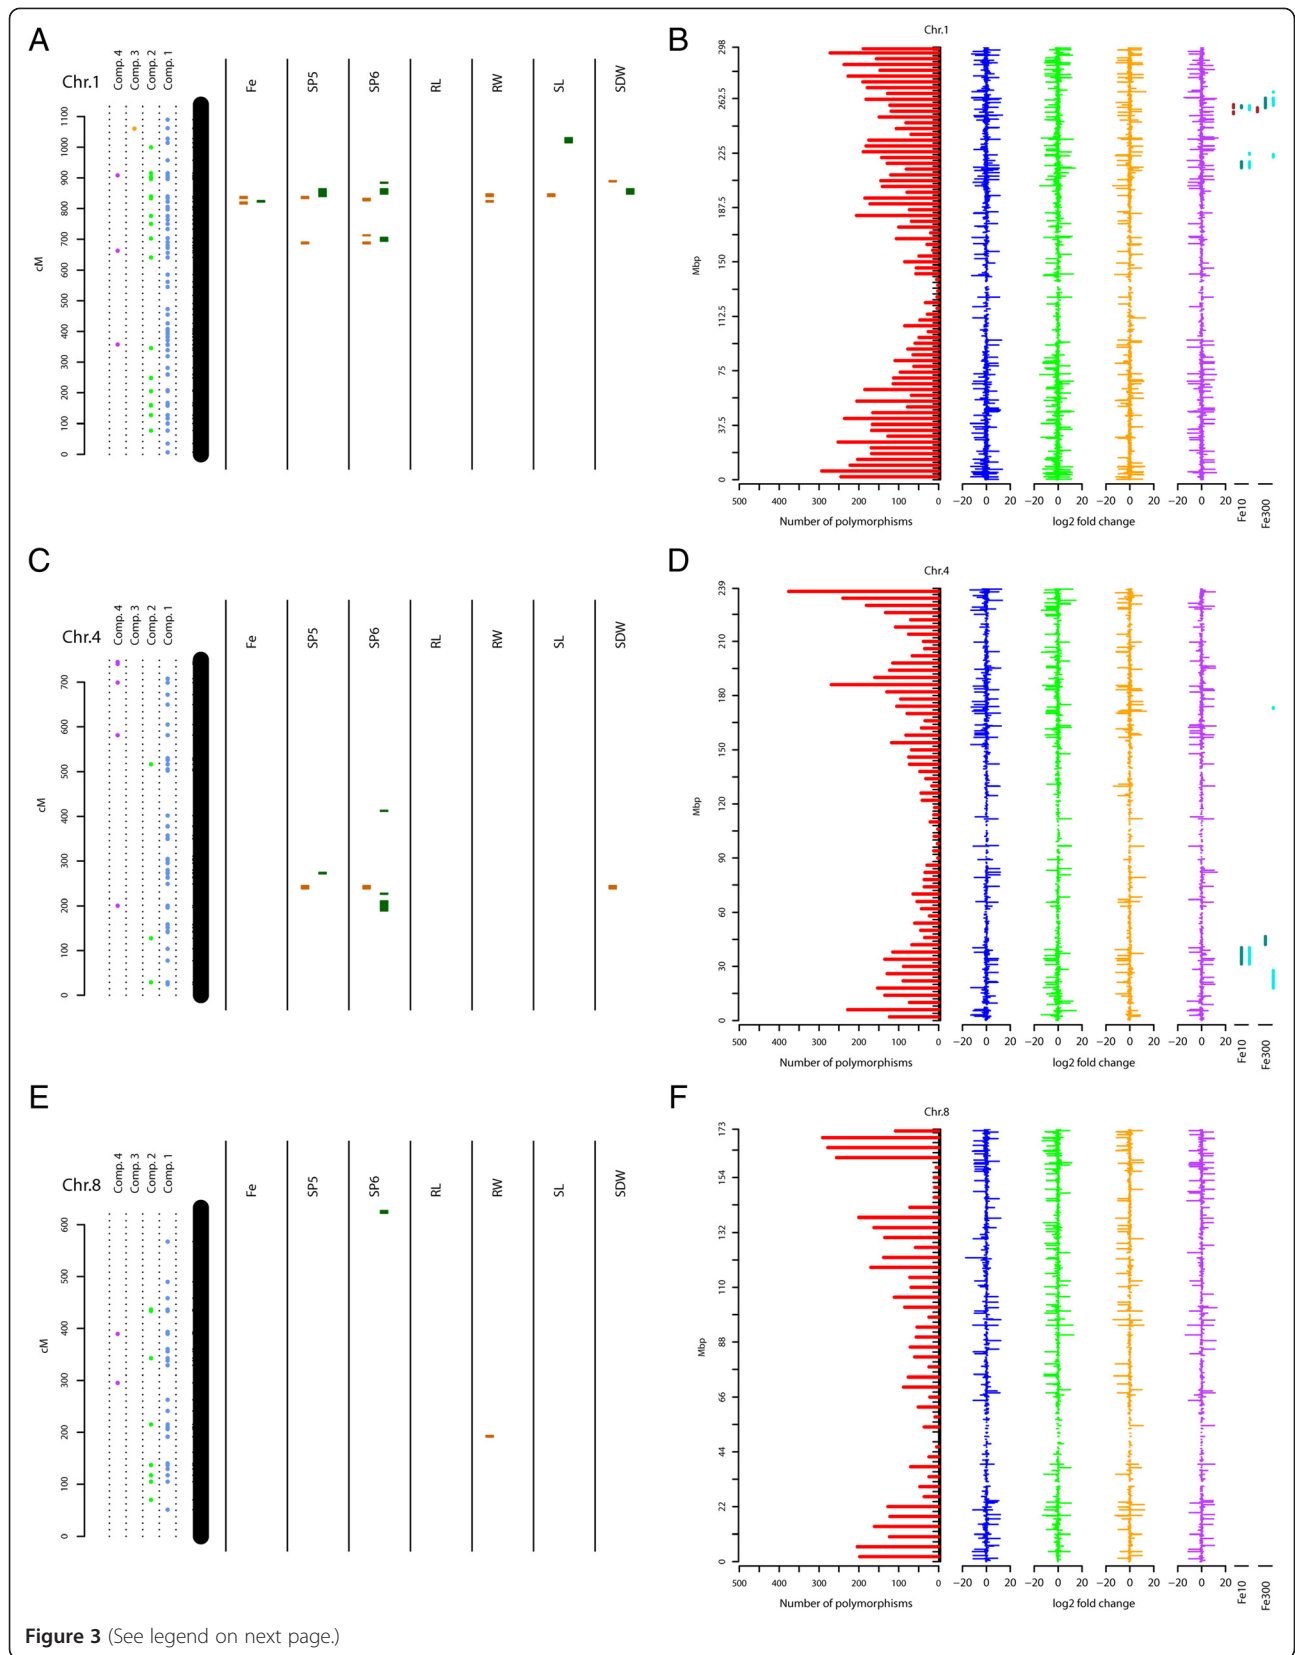 A
Chr.1
Comp. 4
Comp. 3
Comp. 2
Comp. 1
Fe
SP5
SP6
RL
RW
SL
SDW
cM
1100
1000
900
800
700
600
500
400
300
200
100
0
B
Chr.1
Mbp
298
262.5
225
187.5
150
112.5
75
37.5
0
500 400 300 200 100 0
Number of polymorphisms
−20 0 20 −20 0 20 −20 0 20 −20 0 20
log2 fold change
Fe10
Fe300
C
Chr.4
Comp. 4
Comp. 3
Comp. 2
Comp. 1
Fe
SP5
SP6
RL
RW
SL
SDW
cM
700
600
500
400
300
200
100
0
D
Chr.4
Mbp
239
210
180
150
120
90
60
30
0
500 400 300 200 100 0
Number of polymorphisms
−20 0 20 −20 0 20 −20 0 20 −20 0 20
log2 fold change
Fe10
Fe300
E
Chr.8
Comp. 4
Comp. 3
Comp. 2
Comp. 1
Fe
SP5
SP6
RL
RW
SL
SDW
cM
600
500
400
300
200
100
0
F
Chr.8
Mbp
173
154
132
110
88
66
44
22
0
500 400 300 200 100 0
Number of polymorphisms
−20 0 20 −20 0 20 −20 0 20 −20 0 20
log2 fold change
Fe10
Fe300
Figure 3 (See legend on next page.)